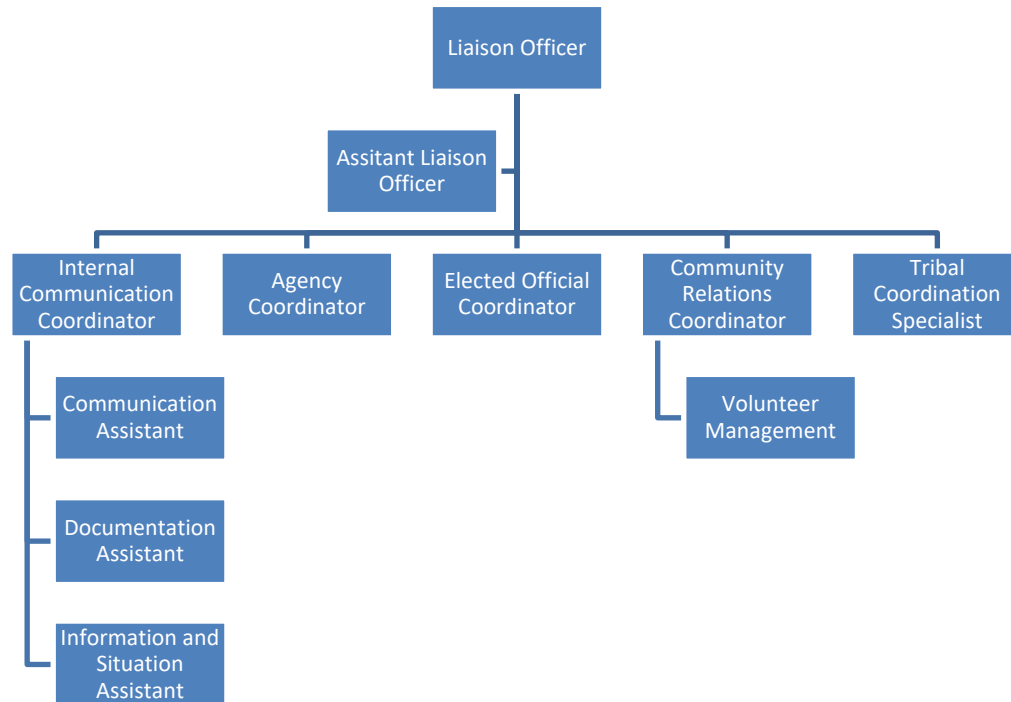 Liaison Officer
Assitant Liaison
Officer
Internal
Communication
Coordinator
Agency
Coordinator
Elected Official
Coordinator
Community
Relations
Coordinator
Tribal
Coordination
Specialist
Communication
Assistant
Volunteer
Management
Documentation
Assistant
Information and
Situation
Assistant